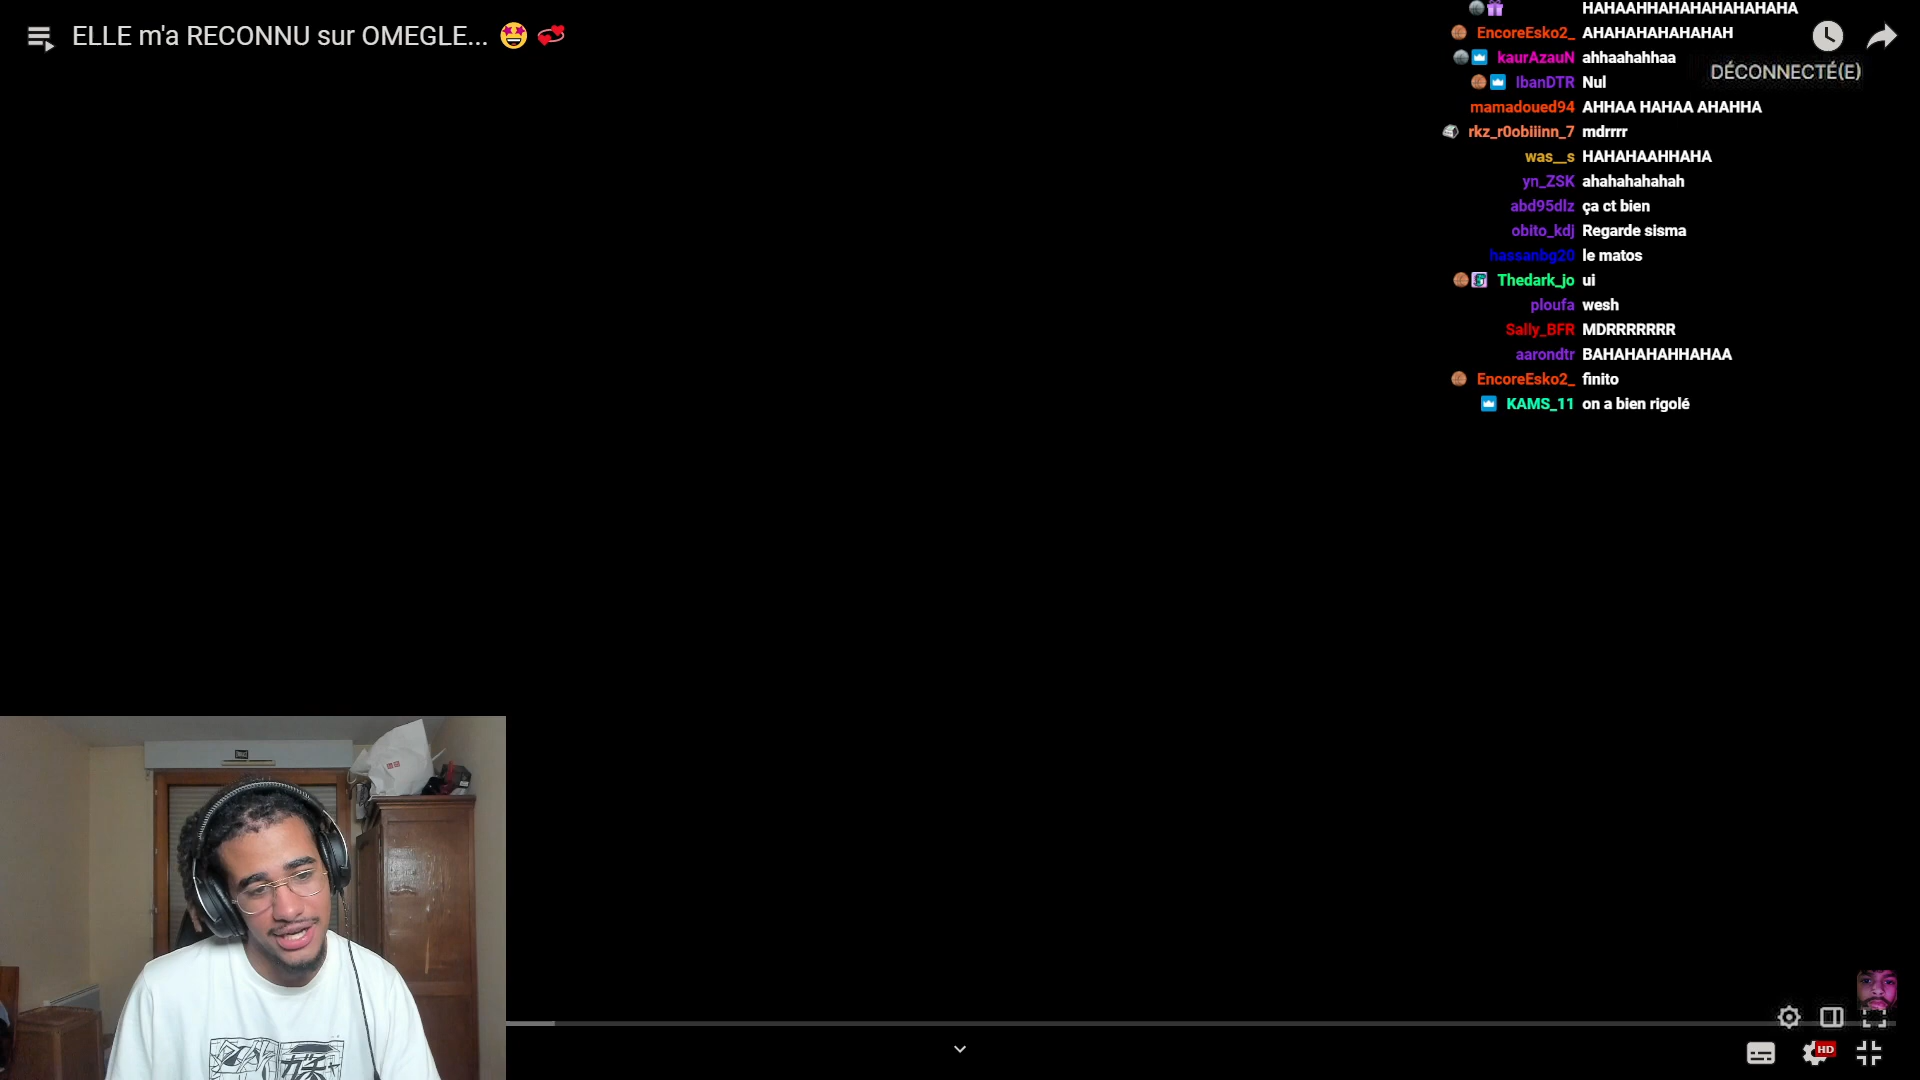 ELLE m'a RECONNU sur OMEGLE... 🤩 💞
HAHAAHHAHAHAHAHAHAHA
EncoreEsko2_ AHAHAHAHAHAHAH
kaurAzauN ahhaahahhaa
DÉCONNECTÉ(E)
IbanDTR Nul
mamadoued94 AHHAA HAHAA AHAHHA
rkz_r0obiiinn_7 mdrrrr
was__s HAHAHAAHHAHA
yn_ZSK ahahahahahah
abd95dlz ça ct bien
obito_kdj Regarde sisma
hassanbg20 le matos
Thedark_jo ui
ploufa wesh
Sally_BFR MDRRRRRRR
aarondtr BAHAHAHAHHAHAA
EncoreEsko2_ finito
KAMS_11 on a bien rigolé
HD